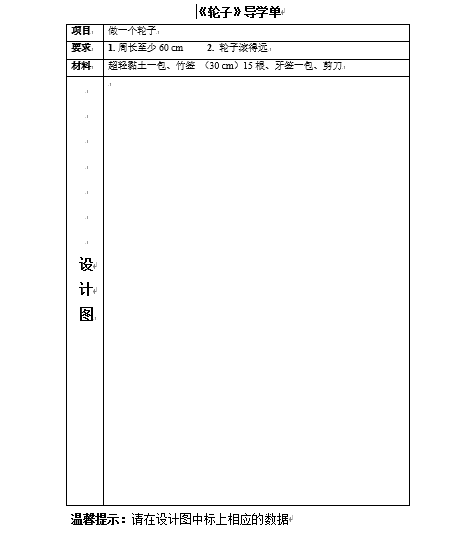 《轮子》导学单
项目 做一个轮子
要求 1. 周长至少 60 cm 2. 轮子滚得远
材料 超轻黏土一包、竹签 （30 cm）15 根、牙签一包、剪刀
设
计
图
温馨提示：请在设计图中标上相应的数据